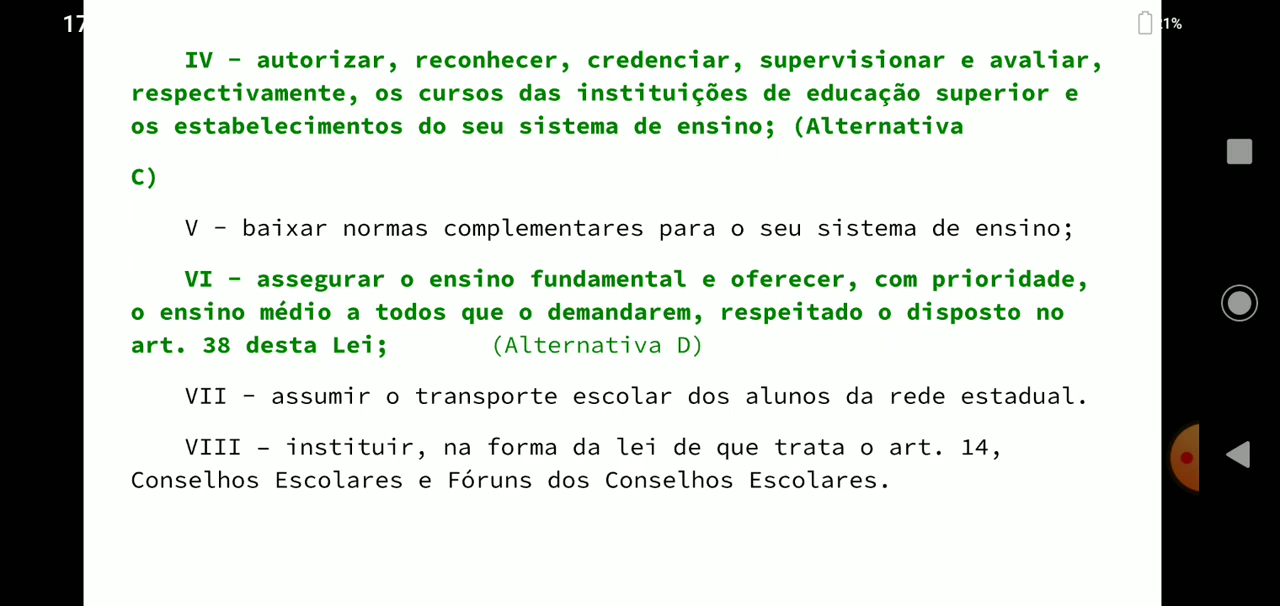 17
1%
IV - autorizar, reconhecer, credenciar, supervisionar e avaliar,
respectivamente, os cursos das instituições de educação superior e
os estabelecimentos do seu sistema de ensino; (Alternativa
C)
V - baixar normas complementares para o seu sistema de ensino;
VI - assegurar o ensino fundamental e oferecer, com prioridade,
o ensino médio a todos que o demandarem, respeitado o disposto no
art. 38 desta Lei; (Alternativa D)
VII - assumir o transporte escolar dos alunos da rede estadual.
VIII – instituir, na forma da lei de que trata o art. 14,
Conselhos Escolares e Fóruns dos Conselhos Escolares.